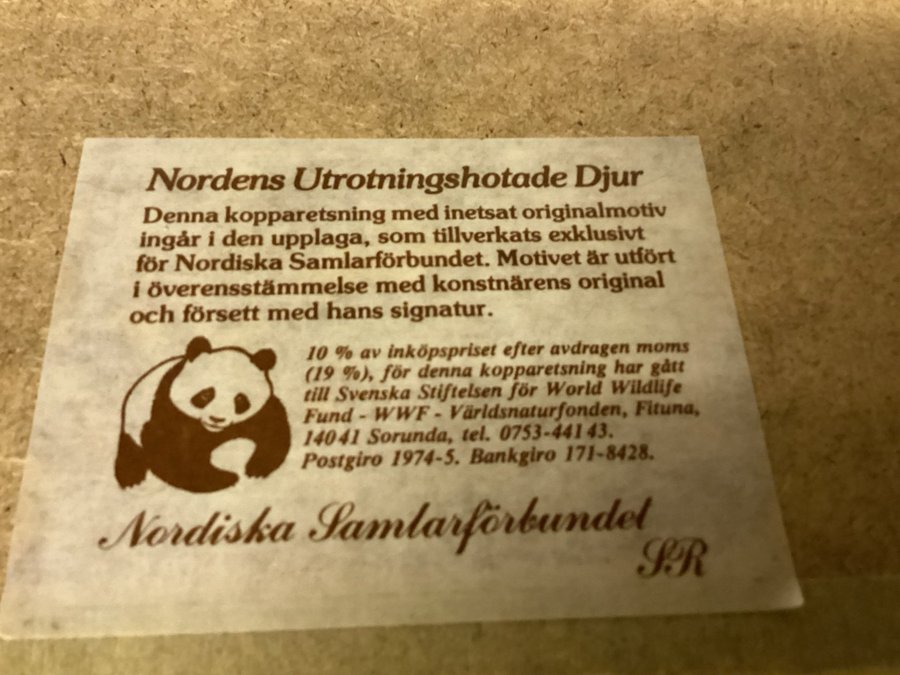 Nordens Utrotningshotade Djur
Denna kopparetsning med inetsat originalmotiv
ingår i den upplaga, som tillverkats exklusivt
för Nordiska Samlarförbundet. Motivet är utfört
i överensstämmelse med konstnärens original
och försett med hans signatur.
10 % av inköpspriset efter avdragen moms
(19 %), för denna kopparetsning har gått
till Svenska Stiftelsen för World Wildlife
Fund - WWF - Världsnaturfonden, Fituna,
14041 Sorunda, tel. 0753-44143.
Postgiro 1974-5. Bankgiro 171-8428.
Nordiska Samlarförbundet
SR